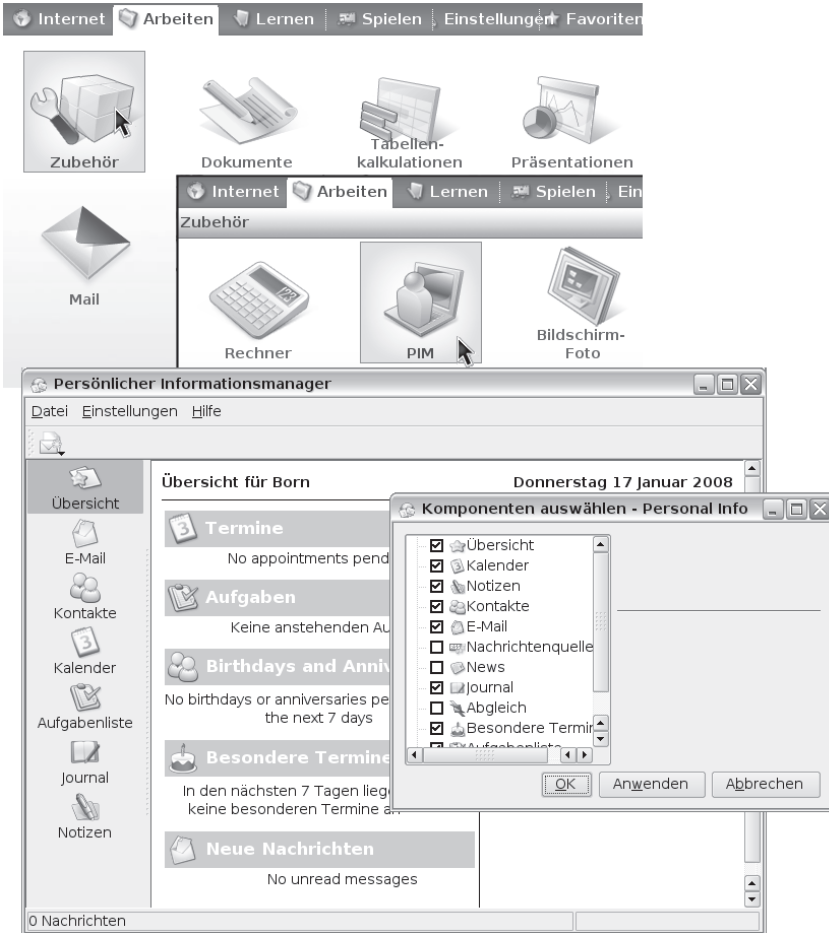 Internet Arbeiten Lernen Spielen Einstellungen Favoriten
Zubehör
Dokumente
Tabellen-
kalkulationen
Präsentationen
Mail
Internet Arbeiten Lernen Spielen Ein
Zubehör
Rechner
PIM
Bildschirm-
Foto
Persönlicher Informationsmanager
Datei Einstellungen Hilfe
Übersicht
E-Mail
Kontakte
Kalender
Aufgabenliste
Journal
Notizen
Übersicht für Born Donnerstag 17 Januar 2008
Termine
No appointments pend
Aufgaben
Keine anstehenden Au
Birthdays and Anniv
No birthdays or anniversaries pe
the next 7 days
Besondere Termine
In den nächsten 7 Tagen liege
keine besonderen Termine an
Neue Nachrichten
No unread messages
0 Nachrichten
Komponenten auswählen - Personal Info
Übersicht
Kalender
Notizen
Kontakte
E-Mail
Nachrichtenquelle
News
Journal
Abgleich
Besondere Termin
Aufgabenliste
OK Anwenden Abbrechen